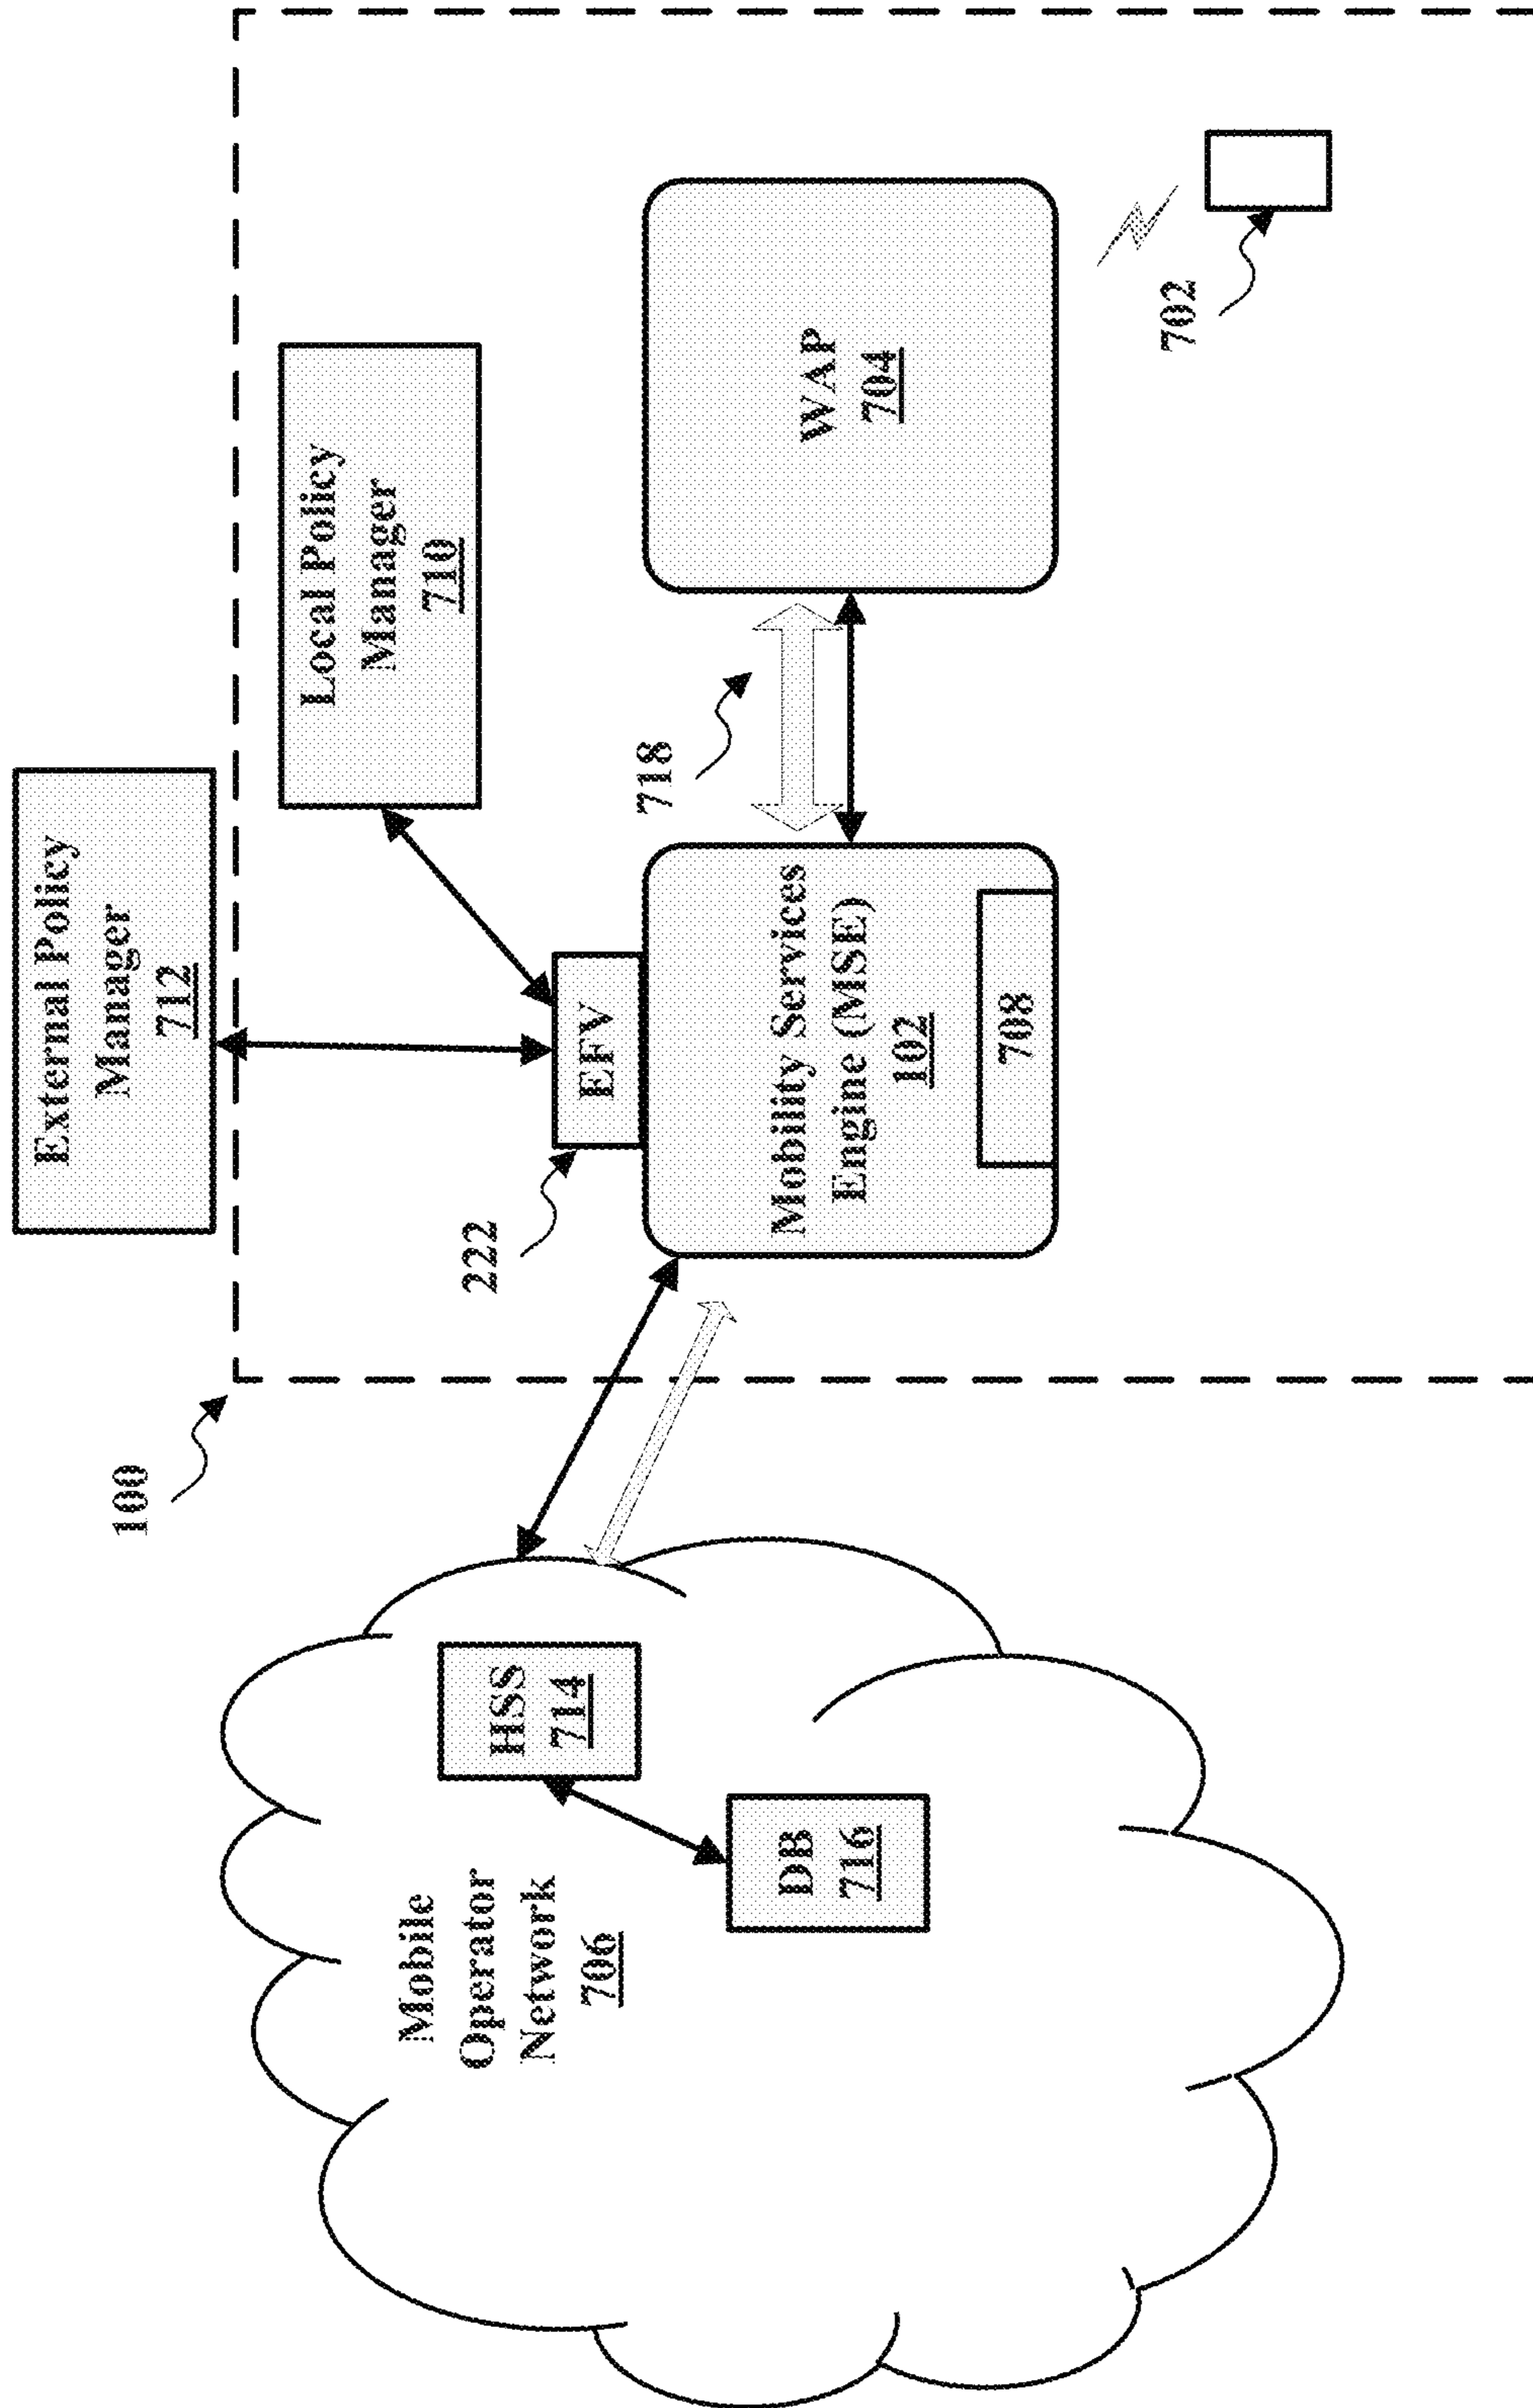 External Policy
Manager
712
Local Policy
Manager
710
100
222
EFV
718
Mobility Services
Engine (MSE)
102
708
WAP
704
702
Mobile
Operator
Network
706
HSS
714
DB
716